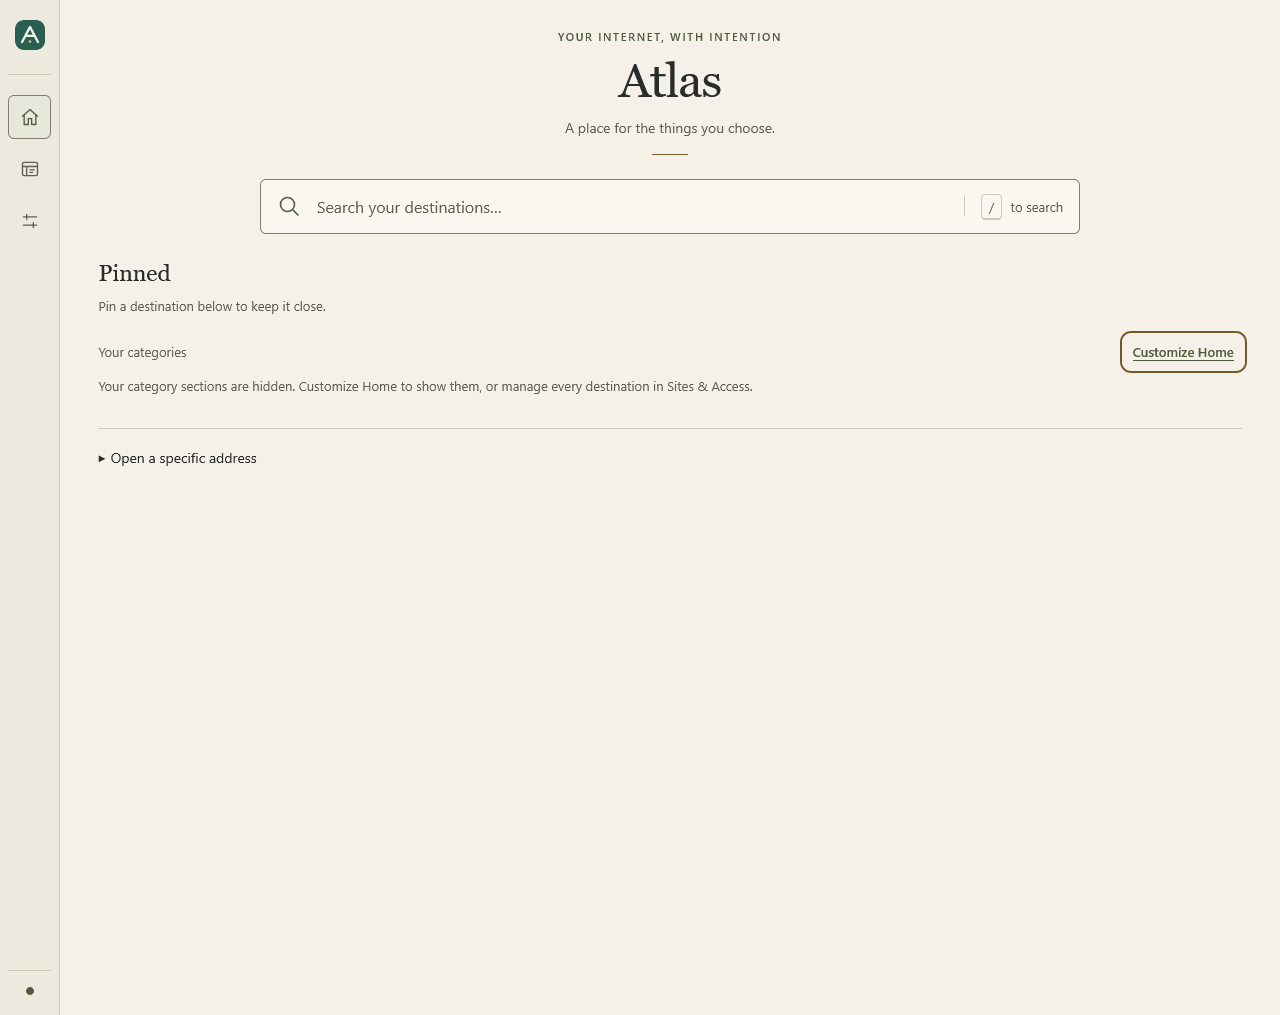 YOUR INTERNET, WITH INTENTION
Atlas
A place for the things you choose.
Search your destinations...
/ to search
Pinned
Pin a destination below to keep it close.
Your categories
Customize Home
Your category sections are hidden. Customize Home to show them, or manage every destination in Sites & Access.
▸ Open a specific address